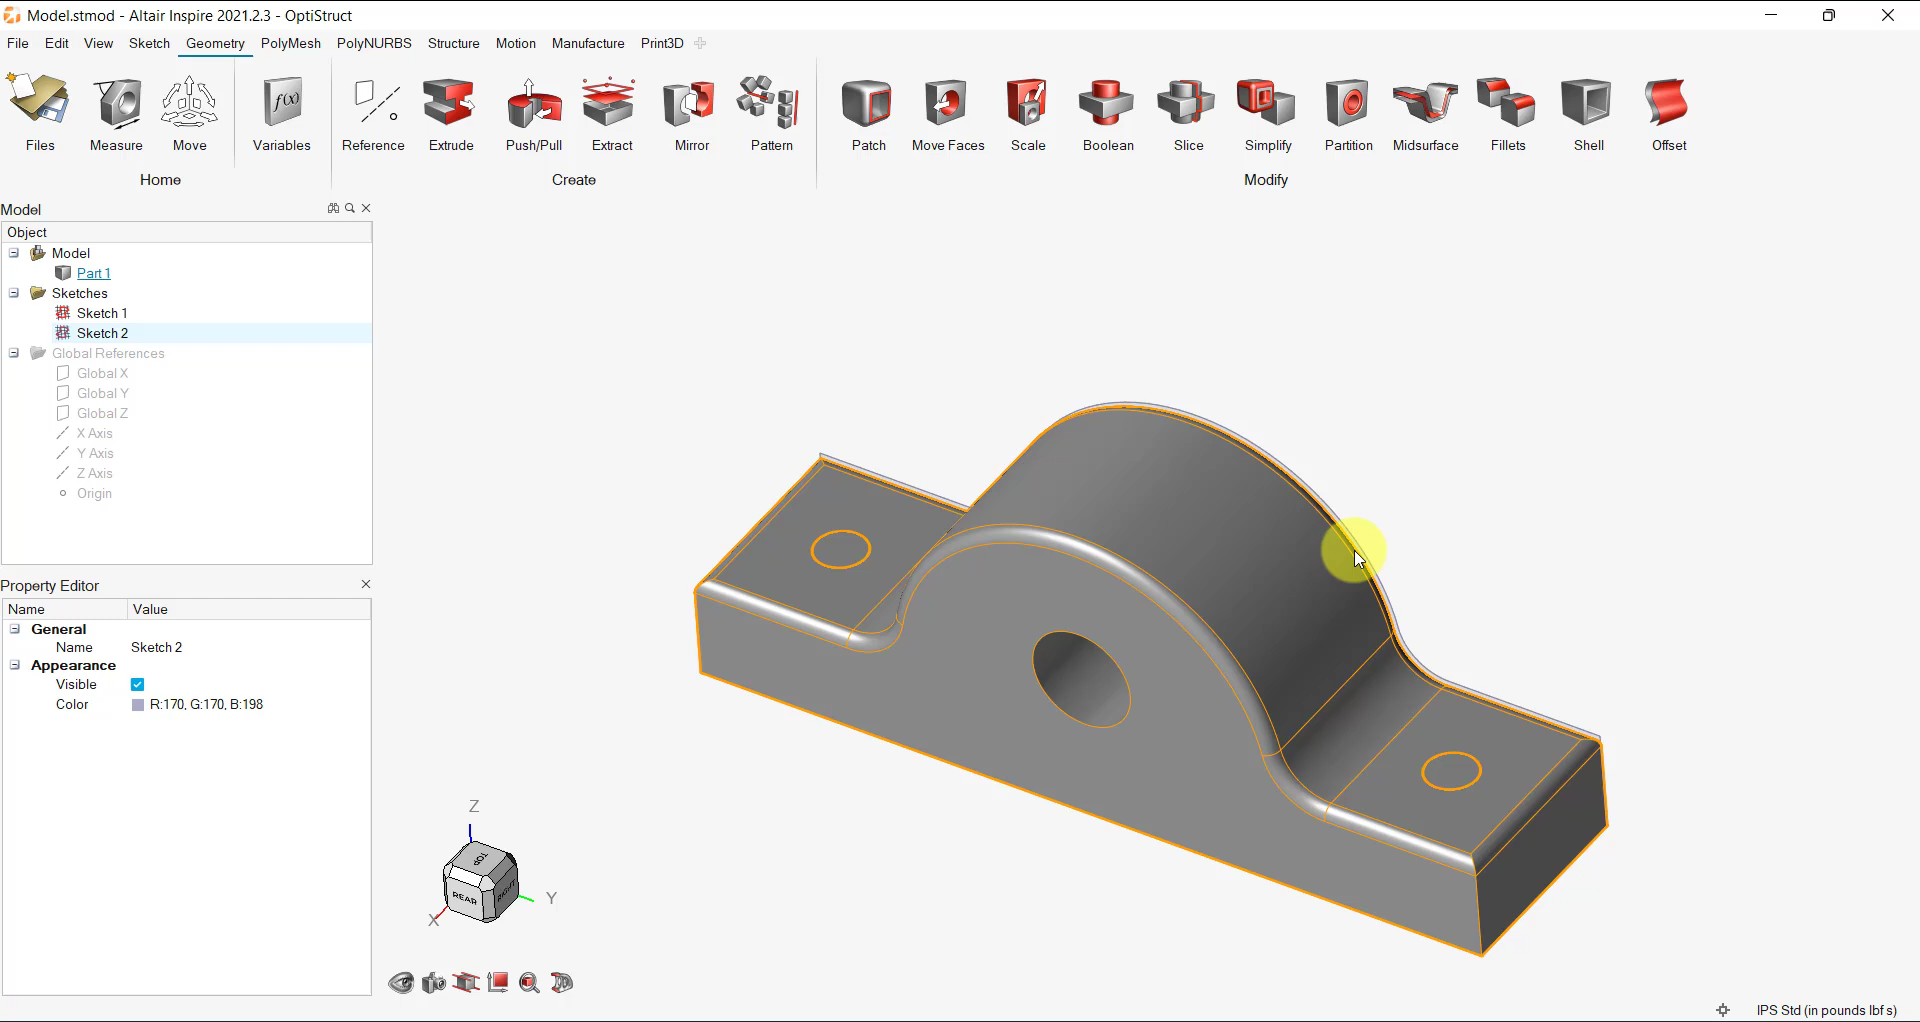 Model.stmod - Altair Inspire 2021.2.3 - OptiStruct
File Edit View Sketch Geometry PolyMesh PolyNURBS Structure Motion Manufacture Print3D
f(x)
Files Measure Move Variables Reference Extrude Push/Pull Extract Mirror Pattern Patch Move Faces Scale Boolean Slice Simplify Partition Midsurface Fillets Shell Offset
Home Create Modify
Model
Object
Model
Part 1
Sketches
Sketch 1
Sketch 2
Global References
Global X
Global Y
Global Z
X Axis
Y Axis
Z Axis
Origin
Property Editor
Name Value
General
Name Sketch 2
Appearance
Visible
Color R:170, G:170, B:198
Z
TOP
REAR RIGHT
Y
X
IPS Std (in pounds lbf s)